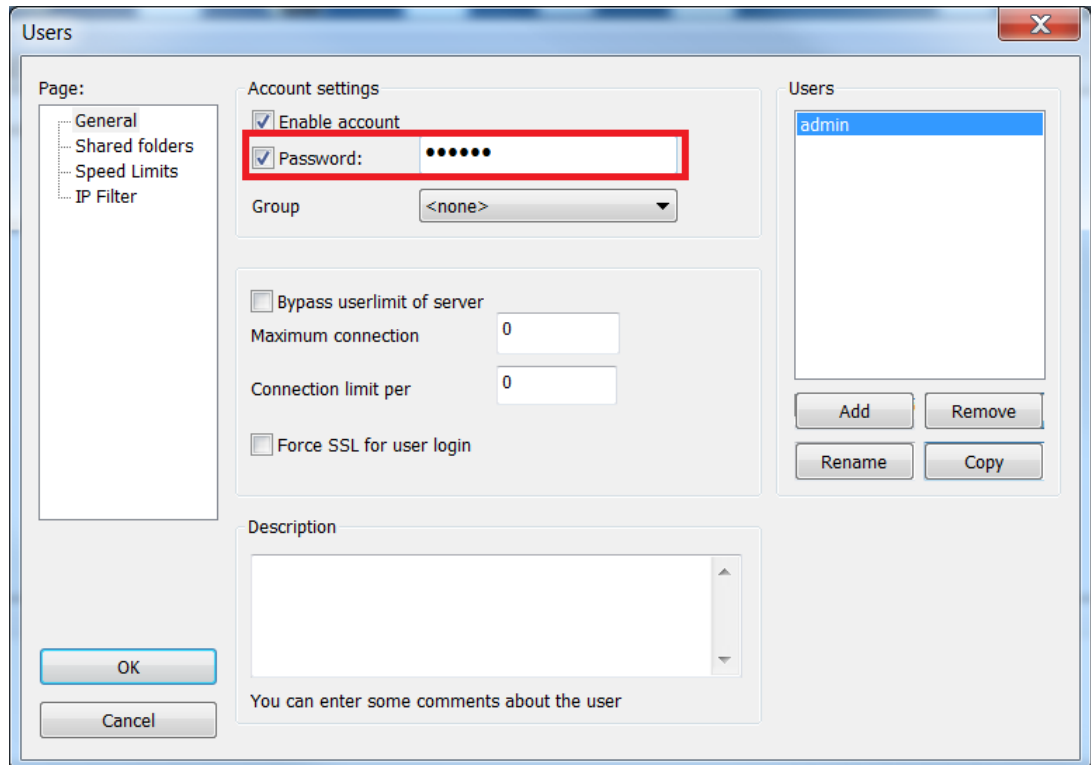 Users
X
Page:
General
Shared folders
Speed Limits
IP Filter
OK
Cancel
Account settings
Enable account
Password: ••••••
Group <none>
Bypass userlimit of server
Maximum connection 0
Connection limit per 0
Force SSL for user login
Description
You can enter some comments about the user
Users
admin
Add Remove
Rename Copy